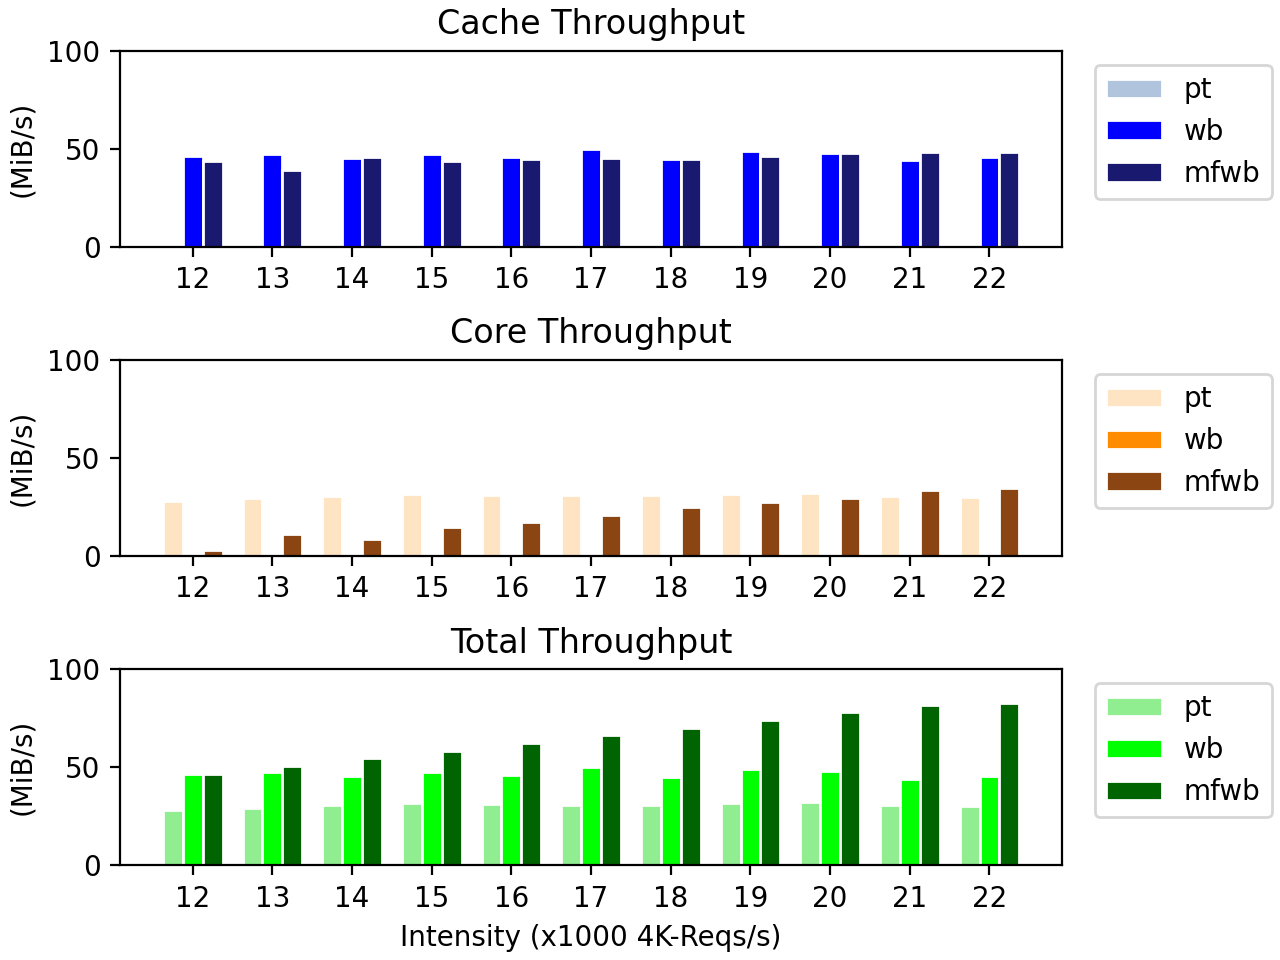 Cache Throughput
(MiB/s)
100
50
0
12 13 14 15 16 17 18 19 20 21 22
pt
wb
mfwb
Core Throughput
(MiB/s)
100
50
0
12 13 14 15 16 17 18 19 20 21 22
pt
wb
mfwb
Total Throughput
(MiB/s)
100
50
0
12 13 14 15 16 17 18 19 20 21 22
Intensity (x1000 4K-Reqs/s)
pt
wb
mfwb